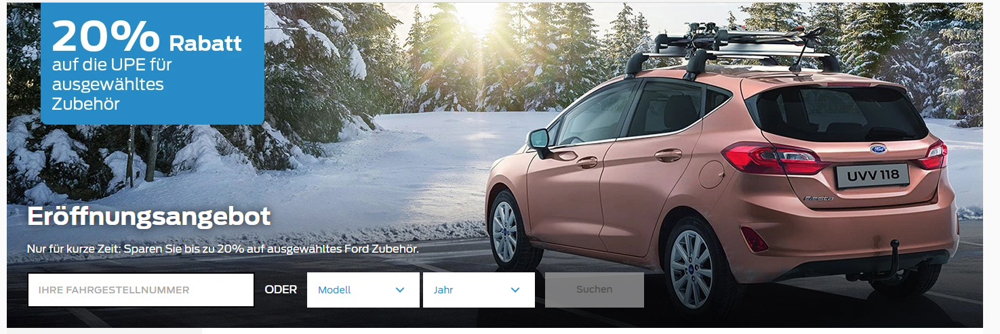 20% Rabatt
auf die UPE für
ausgewähltes
Zubehör
Eröffnungsangebot
Nur für kurze Zeit: Sparen Sie bis zu 20% auf ausgewähltes Ford Zubehör.
IHRE FAHRGESTELLNUMMER ODER Modell Jahr Suchen
Ford
UVV 118
Fiesta